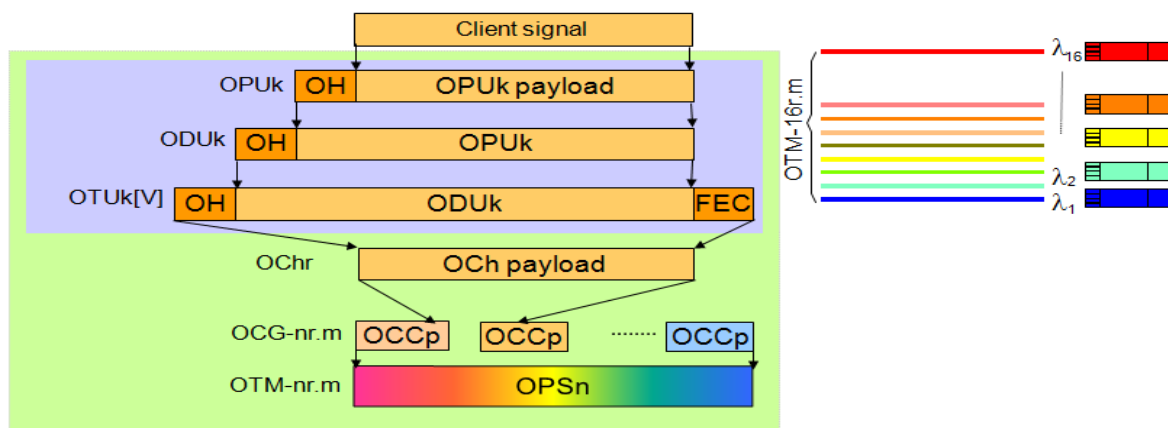 Client signal
OPUk OH OPUk payload
ODUk OH OPUk
OTUk[V] OH ODUk FEC
OChr OCh payload
OCG-nr.m OCCp OCCp ........ OCCp
OTM-nr.m OPSn
OTM-16r.m
λ16
λ2
λ1